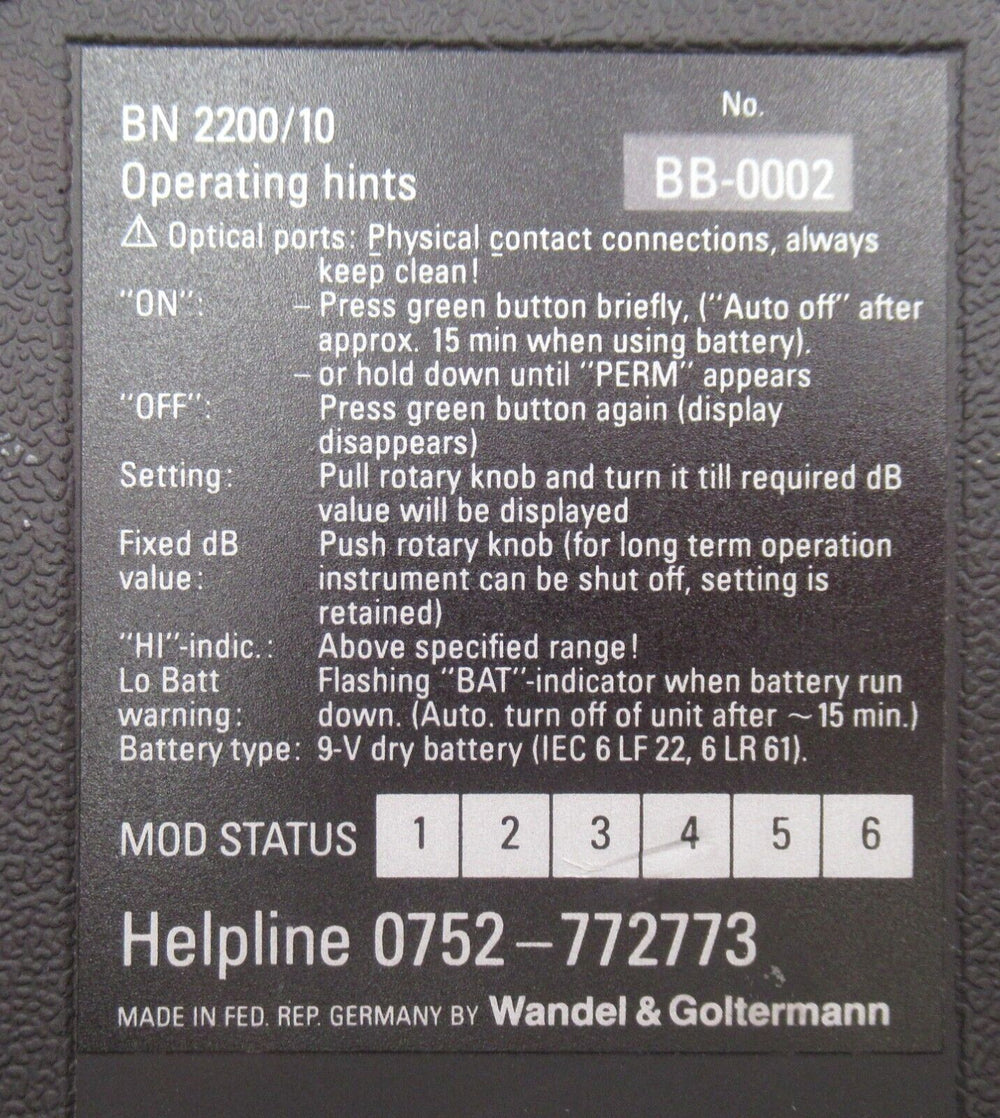 No.
BN 2200/10
BB-0002
Operating hints
⚠ Optical ports: Physical contact connections, always
keep clean!
"ON": – Press green button briefly, ("Auto off" after
approx. 15 min when using battery).
– or hold down until "PERM" appears
"OFF": Press green button again (display
disappears)
Setting: Pull rotary knob and turn it till required dB
value will be displayed
Fixed dB Push rotary knob (for long term operation
value: instrument can be shut off, setting is
retained)
"HI"-indic.: Above specified range!
Lo Batt Flashing "BAT"-indicator when battery run
warning: down. (Auto. turn off of unit after ~ 15 min.)
Battery type: 9-V dry battery (IEC 6 LF 22, 6 LR 61).
MOD STATUS 1 2 3 4 5 6
Helpline 0752–772773
MADE IN FED. REP. GERMANY BY Wandel & Goltermann